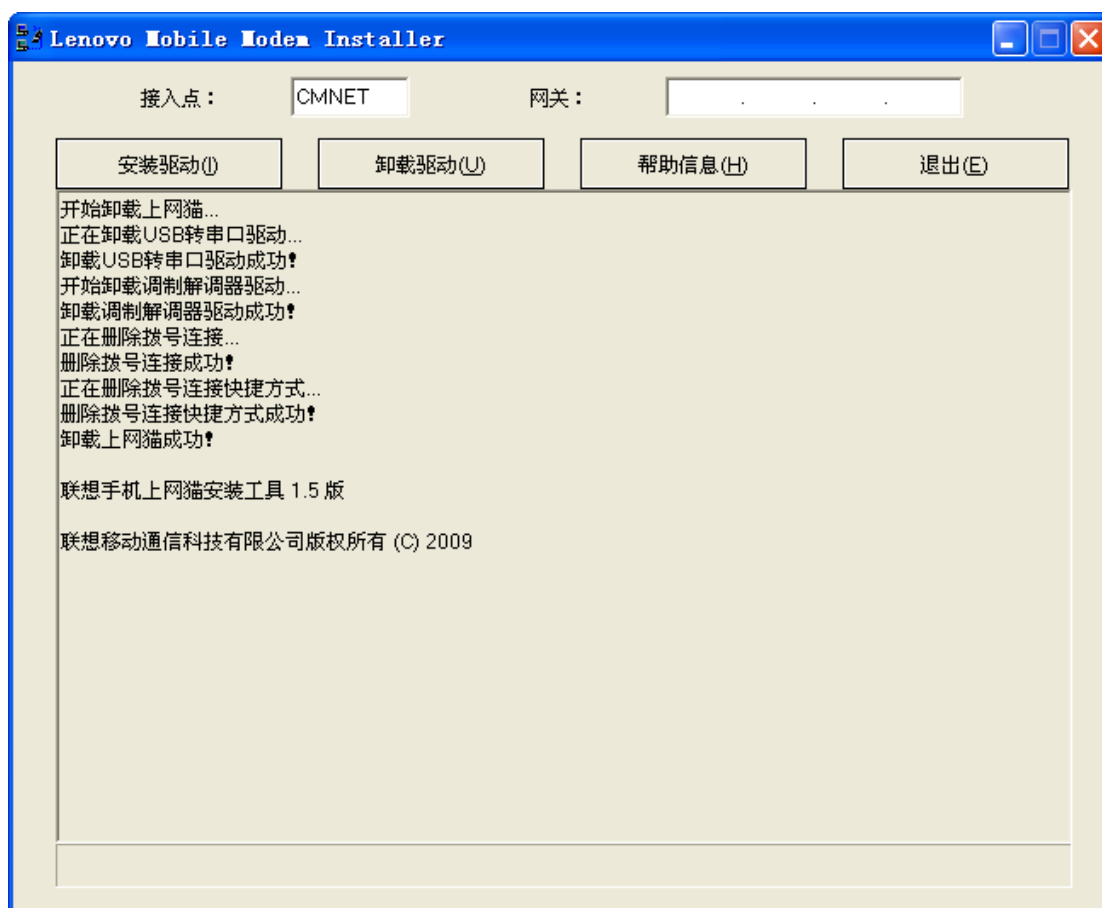 Lenovo Mobile Modem Installer
接入点： CMNET 网关： . . .
安装驱动(I) 卸载驱动(U) 帮助信息(H) 退出(E)
开始卸载上网猫...
正在卸载USB转串口驱动...
卸载USB转串口驱动成功!
开始卸载调制解调器驱动...
卸载调制解调器驱动成功!
正在删除拨号连接...
删除拨号连接成功!
正在删除拨号连接快捷方式...
删除拨号连接快捷方式成功!
卸载上网猫成功!
联想手机上网猫安装工具 1.5 版
联想移动通信科技有限公司版权所有 (C) 2009